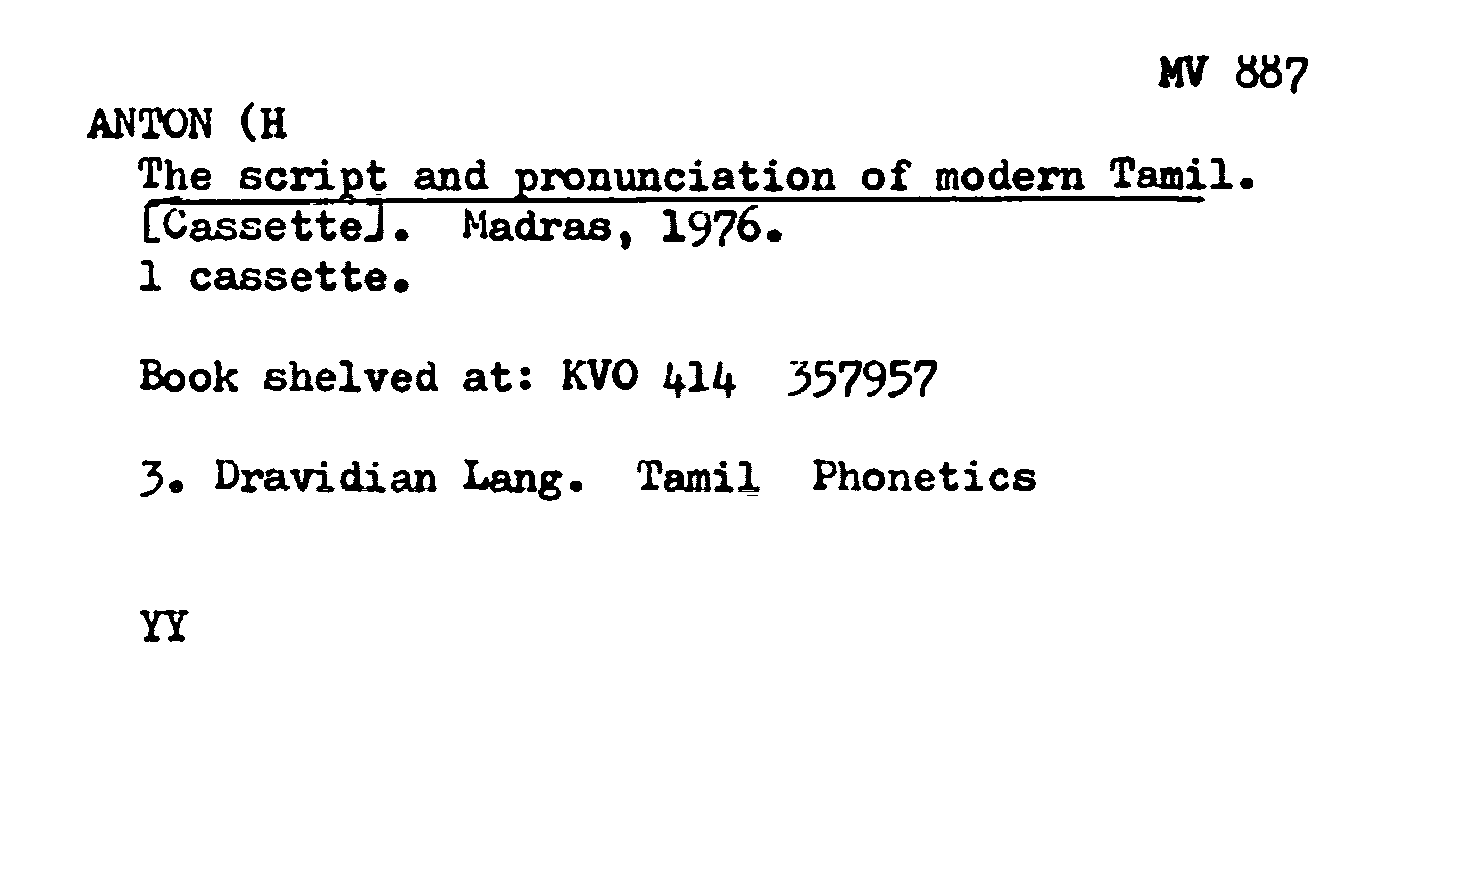 MV 887
ANTON (H
The script and pronunciation of modern Tamil.
[Cassette]. Madras, 1976.
1 cassette.
Book shelved at: KVO 414 357957
3. Dravidian Lang. Tamil Phonetics
YY